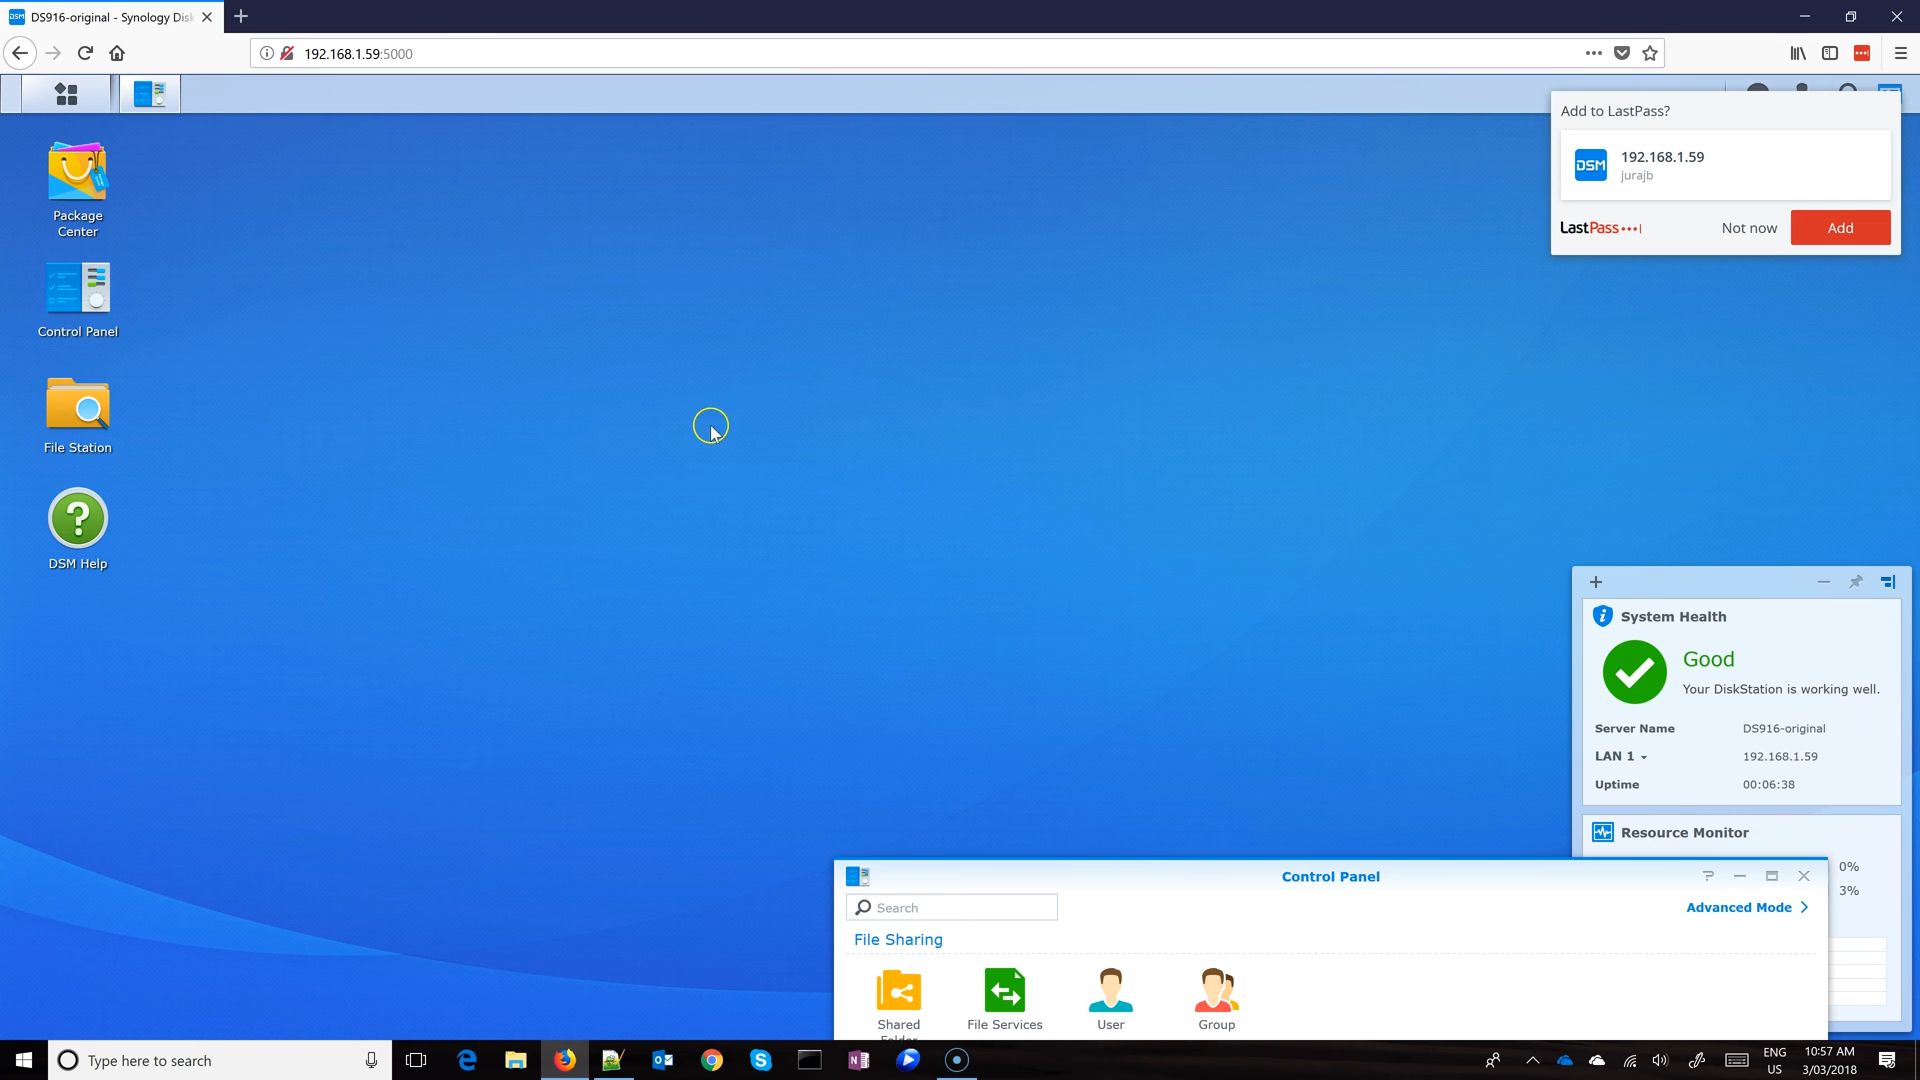 DSM DS916-original - Synology Disk
192.168.1.59:5000
Package
Center
Control Panel
File Station
DSM Help
Add to LastPass?
DSM
192.168.1.59
jurajb
LastPass
Not now
Add
System Health
Good
Your DiskStation is working well.
Server Name DS916-original
LAN 1 192.168.1.59
Uptime 00:06:38
Resource Monitor
0%
3%
Control Panel
Search
Advanced Mode
File Sharing
Shared
Folder
File Services
User
Group
Type here to search
ENG
US
10:57 AM
3/03/2018